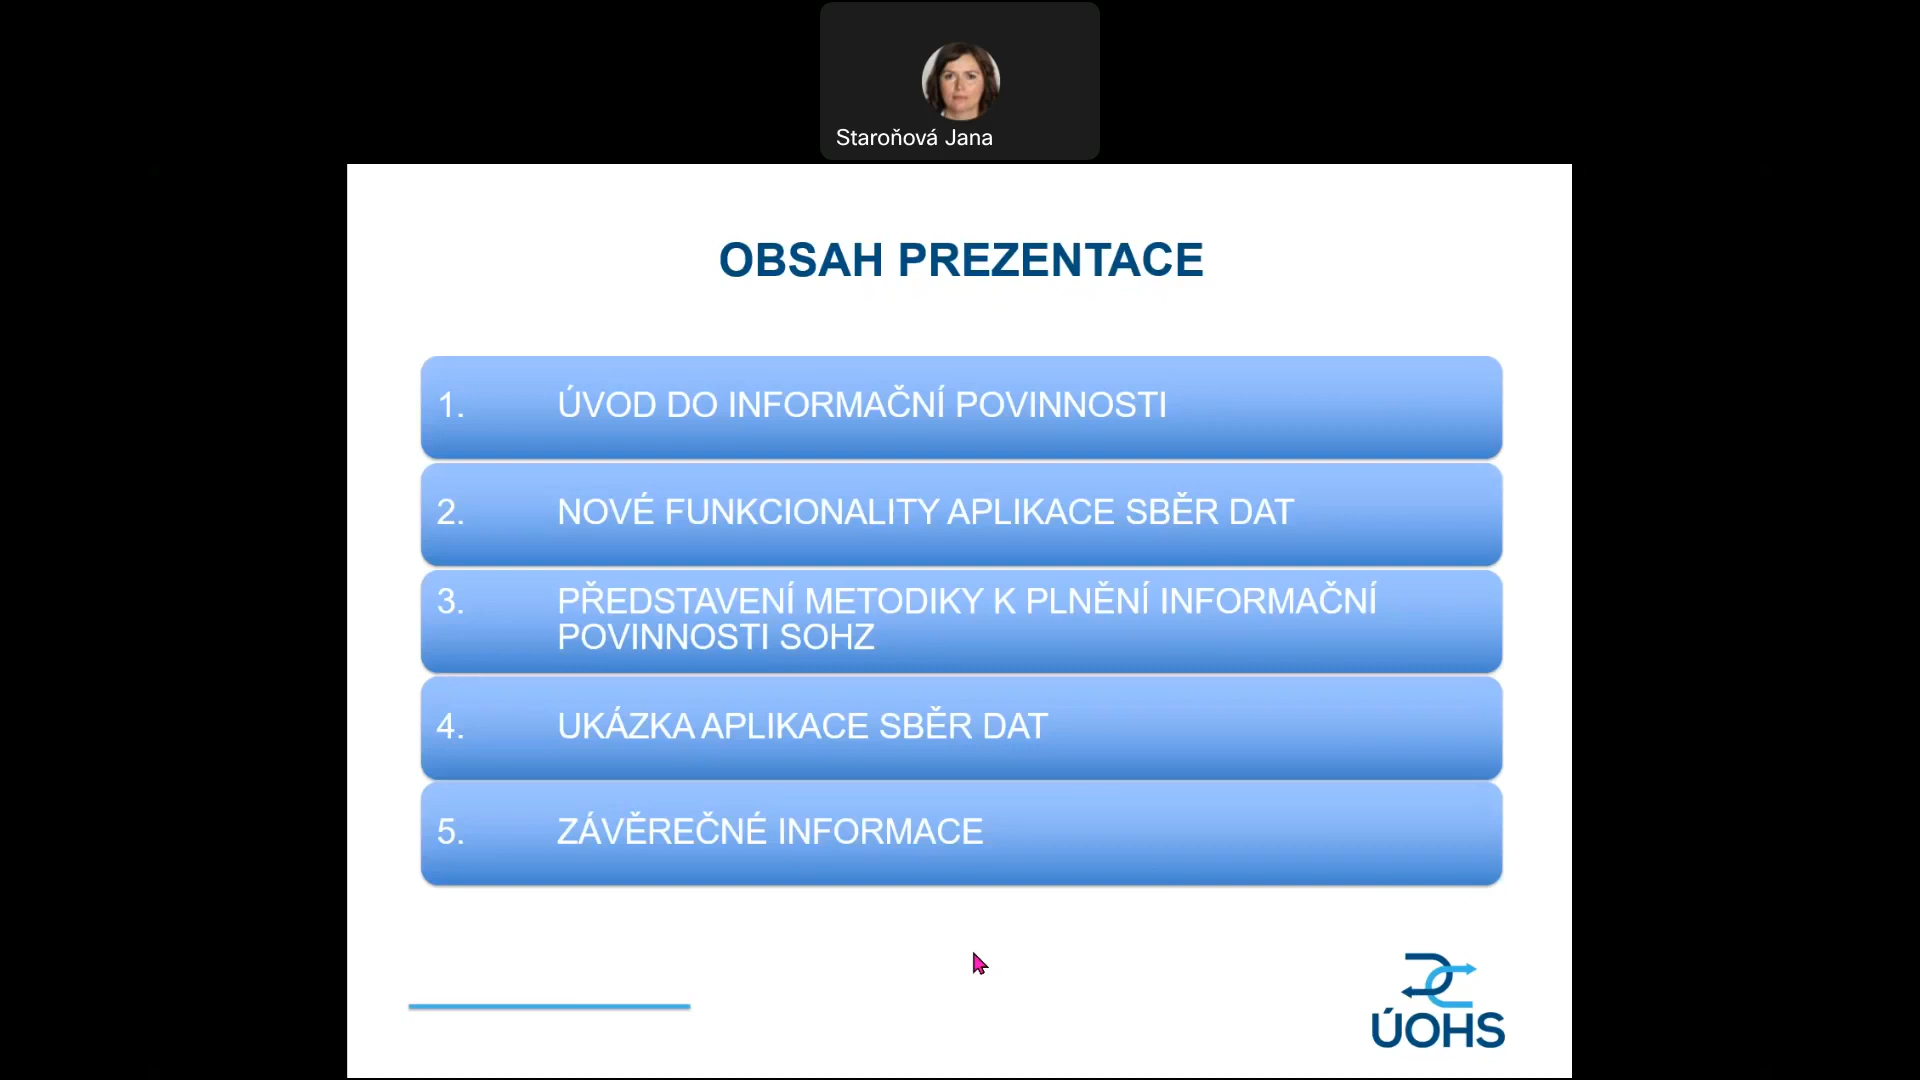 Staroňová Jana
OBSAH PREZENTACE
1. ÚVOD DO INFORMAČNÍ POVINNOSTI
2. NOVÉ FUNKCIONALITY APLIKACE SBĚR DAT
3. PŘEDSTAVENÍ METODIKY K PLNĚNÍ INFORMAČNÍ
POVINNOSTI SOHZ
4. UKÁZKA APLIKACE SBĚR DAT
5. ZÁVĚREČNÉ INFORMACE
ÚOHS